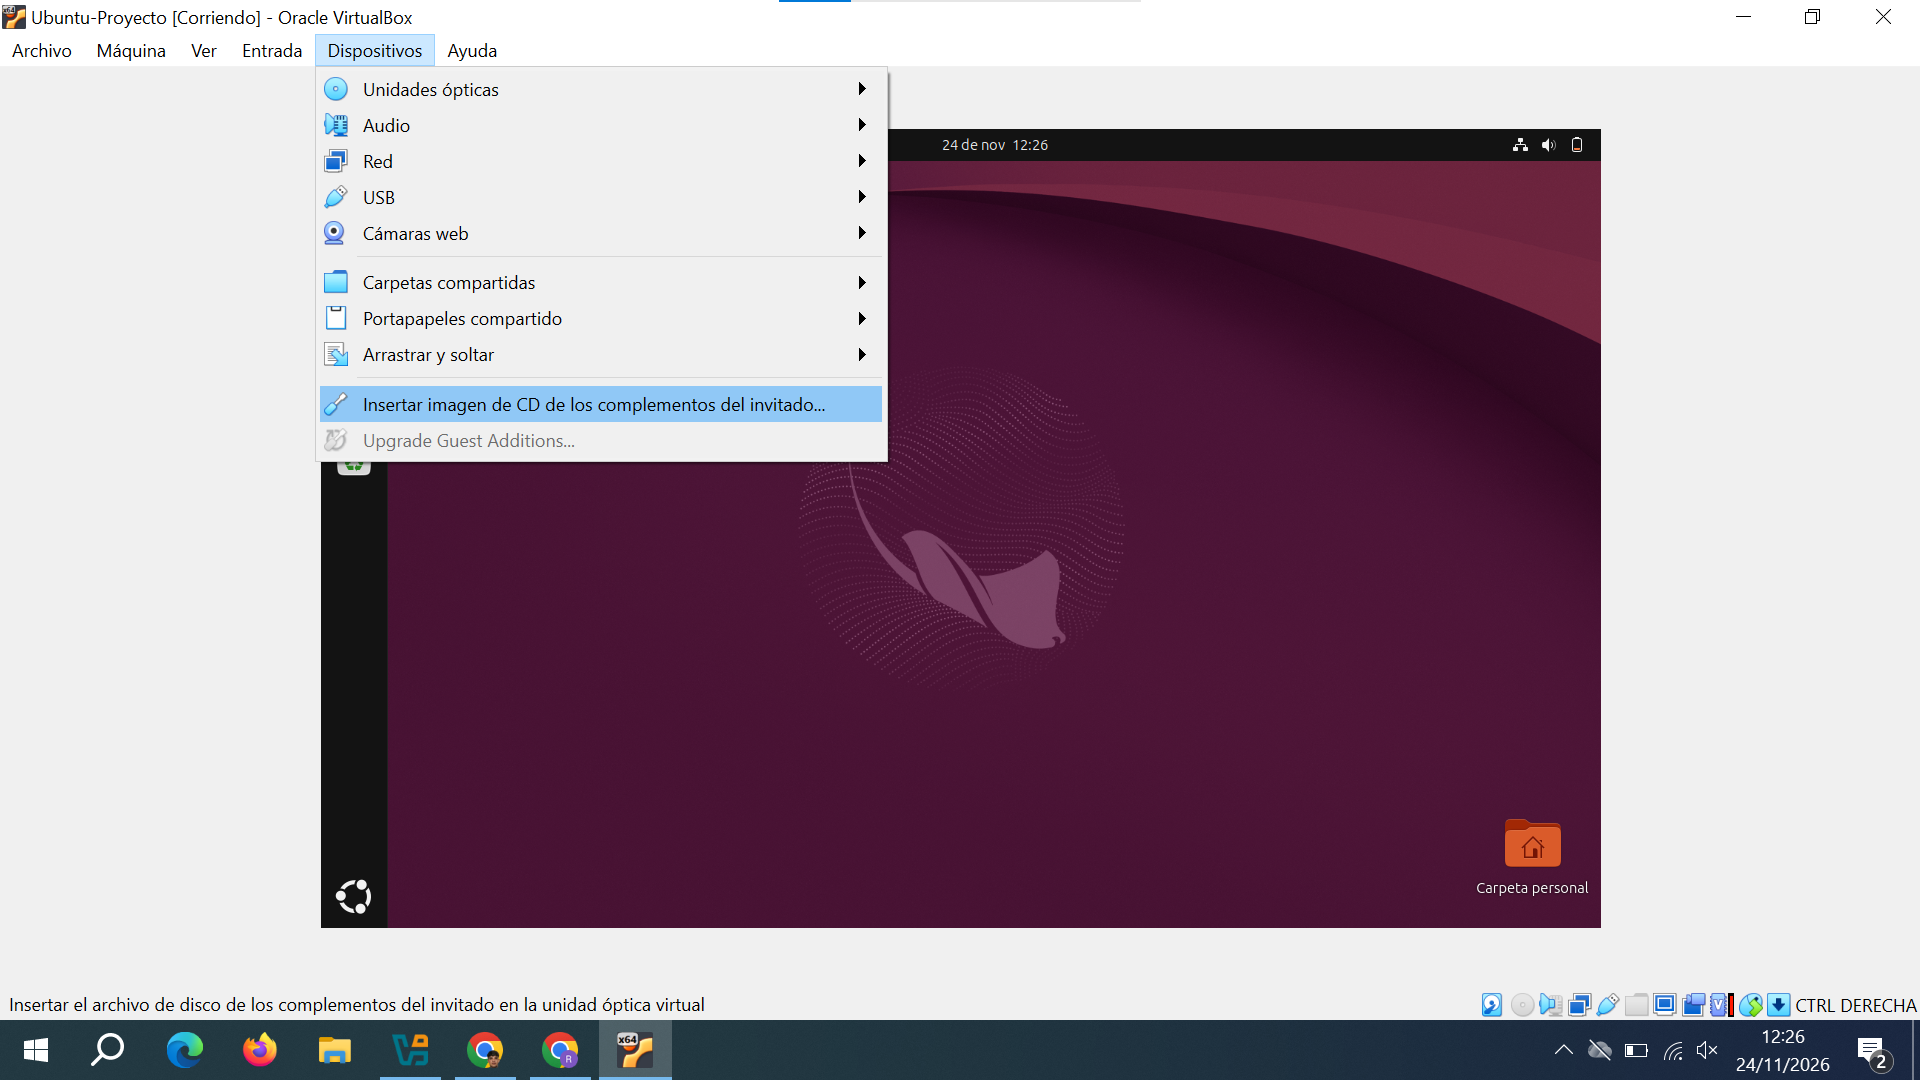 Ubuntu-Proyecto [Corriendo] - Oracle VirtualBox
Archivo Máquina Ver Entrada Dispositivos Ayuda
Unidades ópticas
Audio
Red
USB
Cámaras web
Carpetas compartidas
Portapapeles compartido
Arrastrar y soltar
Insertar imagen de CD de los complementos del invitado...
Upgrade Guest Additions...
24 de nov 12:26
Carpeta personal
Insertar el archivo de disco de los complementos del invitado en la unidad óptica virtual
CTRL DERECHA
x64
R
12:26
24/11/2026
2